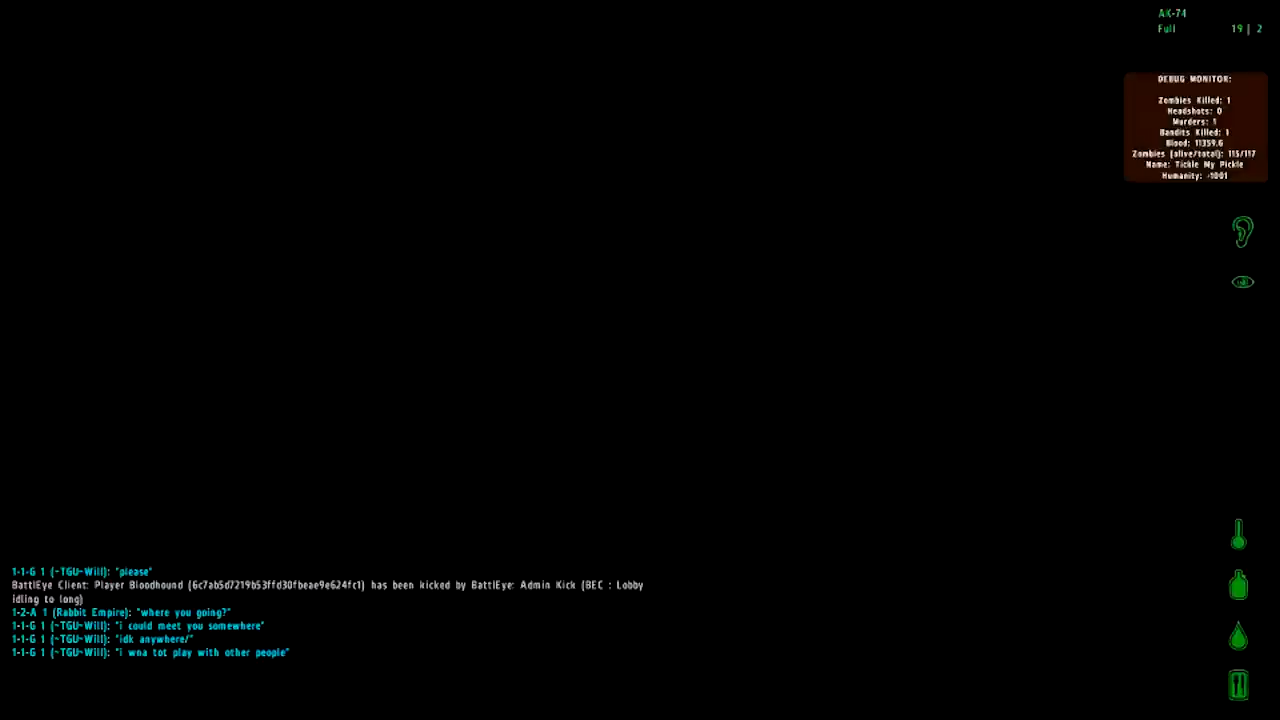 AK-74
Full 19 | 2
DEBUG MONITOR:
Zombies Killed: 1
Headshots: 0
Murders: 1
Bandits Killed: 1
Blood: 11359.6
Zombies (alive/total): 115/117
Name: Tickle My Pickle
Humanity: -1001
1-1-G 1 (~TGU~Will): "please"
BattlEye Client: Player Bloodhound (6c7ab5d7219b53ffd30fbeae9e624fc1) has been kicked by BattlEye: Admin Kick (BEC : Lobby
idling to long)
1-2-A 1 (Rabbit Empire): "where you going?"
1-1-G 1 (~TGU~Will): "i could meet you somewhere"
1-1-G 1 (~TGU~Will): "idk anywhere/"
1-1-G 1 (~TGU~Will): "i wna tot play with other people"